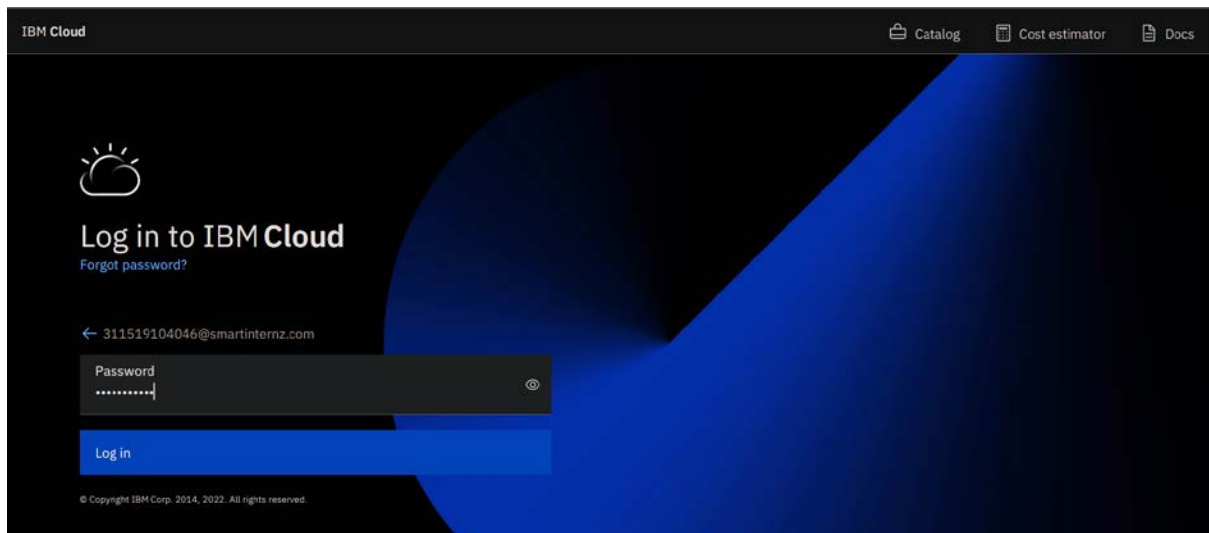 IBM Cloud
Catalog
Cost estimator
Docs
Log in to IBM Cloud
Forgot password?
← 311519104046@smartinternz.com
Password
•••••••••••
Log in
© Copyright IBM Corp. 2014, 2022. All rights reserved.